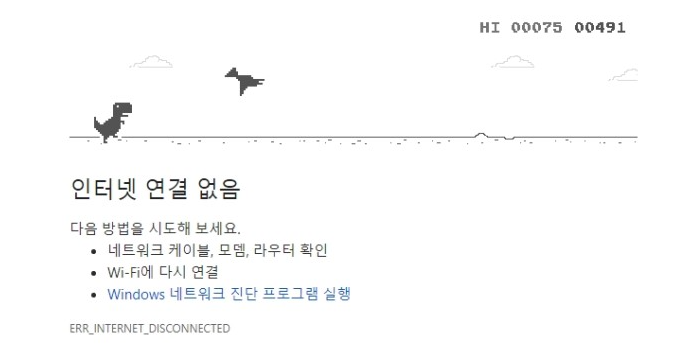 HI 00075 00491
인터넷 연결 없음
다음 방법을 시도해 보세요.
네트워크 케이블, 모뎀, 라우터 확인
Wi-Fi에 다시 연결
Windows 네트워크 진단 프로그램 실행
ERR_INTERNET_DISCONNECTED